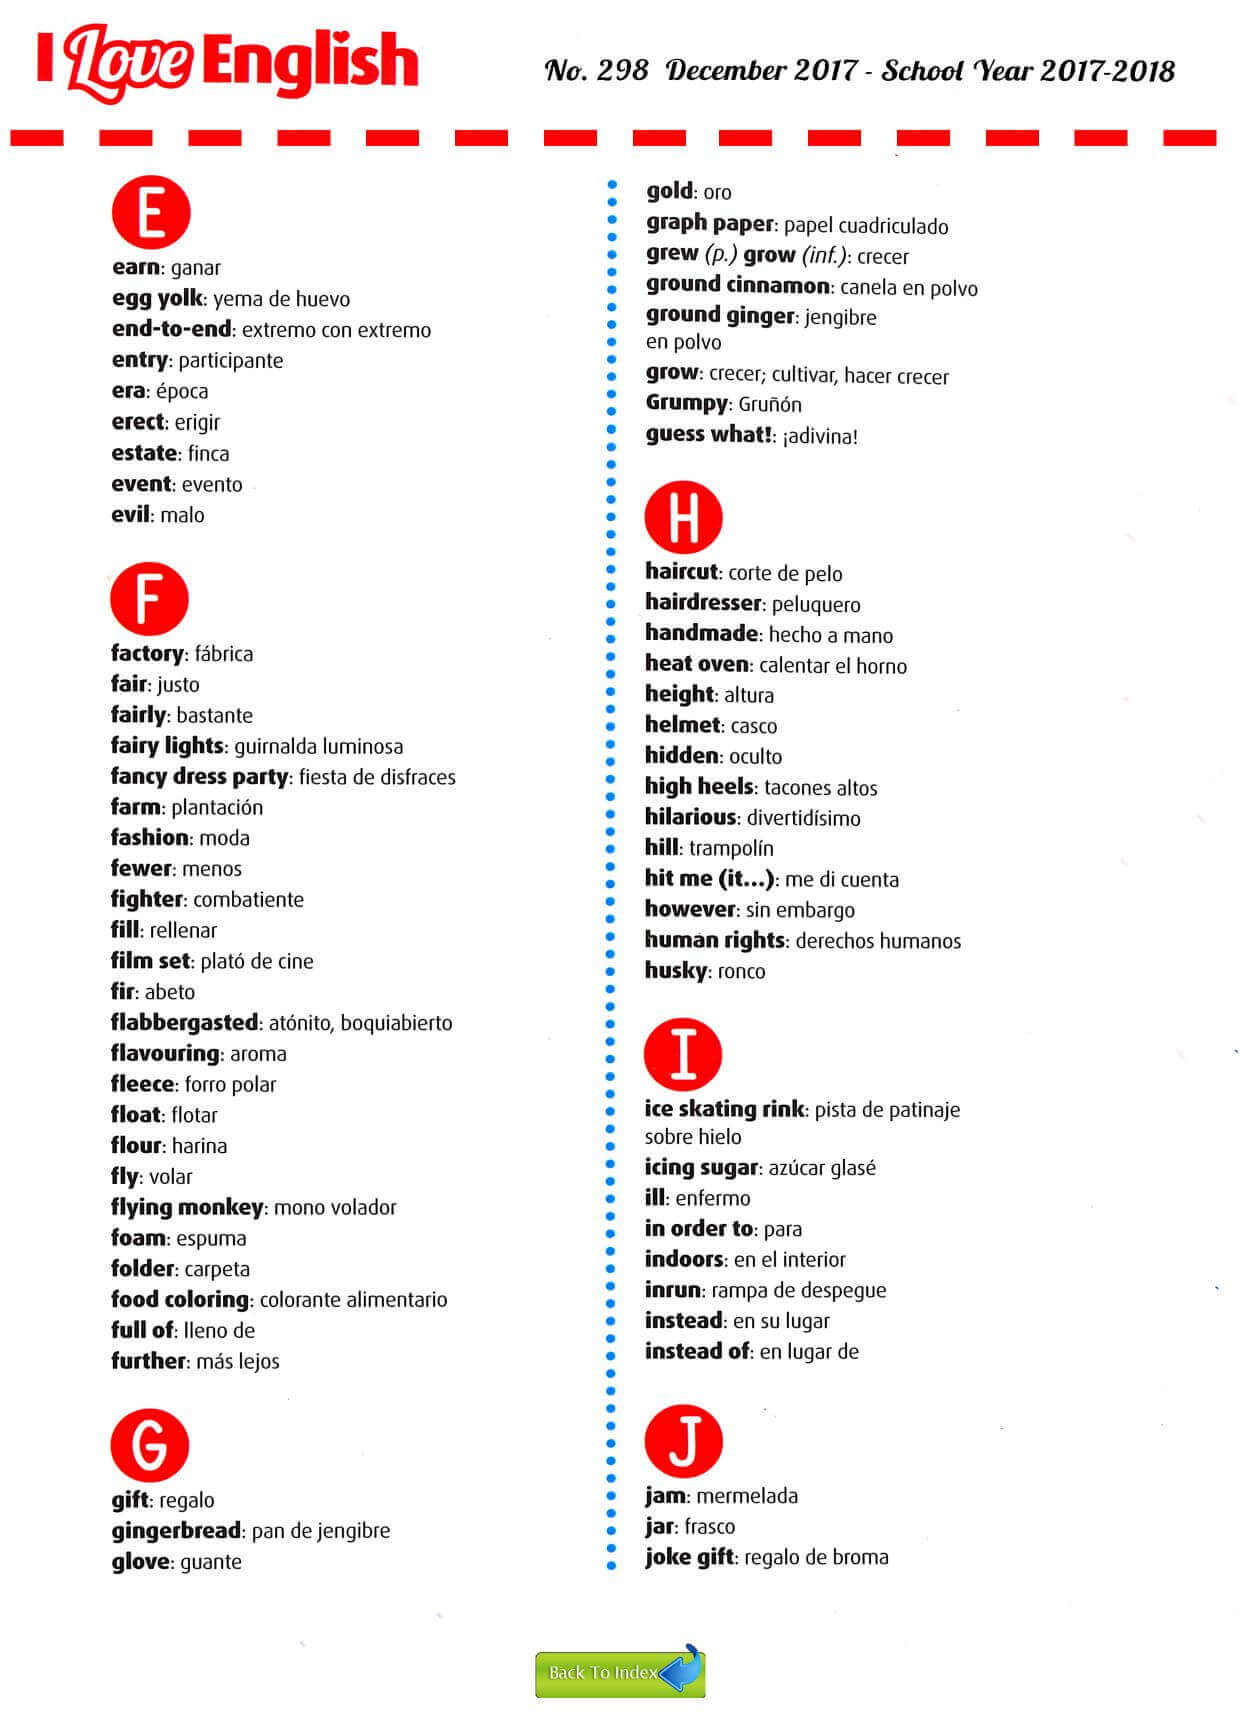 I Love English
No. 298 December 2017 - School Year 2017-2018
E
earn: ganar
egg yolk: yema de huevo
end-to-end: extremo con extremo
entry: participante
era: época
erect: erigir
estate: finca
event: evento
evil: malo
F
factory: fábrica
fair: justo
fairly: bastante
fairy lights: guirnalda luminosa
fancy dress party: fiesta de disfraces
farm: plantación
fashion: moda
fewer: menos
fighter: combatiente
fill: rellenar
film set: plató de cine
fir: abeto
flabbergasted: atónito, boquiabierto
flavouring: aroma
fleece: forro polar
float: flotar
flour: harina
fly: volar
flying monkey: mono volador
foam: espuma
folder: carpeta
food coloring: colorante alimentario
full of: lleno de
further: más lejos
G
gift: regalo
gingerbread: pan de jengibre
glove: guante
gold: oro
graph paper: papel cuadriculado
grew (p.) grow (inf.): crecer
ground cinnamon: canela en polvo
ground ginger: jengibre
en polvo
grow: crecer; cultivar, hacer crecer
Grumpy: Gruñón
guess what!: ¡adivina!
H
haircut: corte de pelo
hairdresser: peluquero
handmade: hecho a mano
heat oven: calentar el horno
height: altura
helmet: casco
hidden: oculto
high heels: tacones altos
hilarious: divertidísimo
hill: trampolín
hit me (it...): me di cuenta
however: sin embargo
human rights: derechos humanos
husky: ronco
I
ice skating rink: pista de patinaje
sobre hielo
icing sugar: azúcar glasé
ill: enfermo
in order to: para
indoors: en el interior
inrun: rampa de despegue
instead: en su lugar
instead of: en lugar de
J
jam: mermelada
jar: frasco
joke gift: regalo de broma
Back To Index